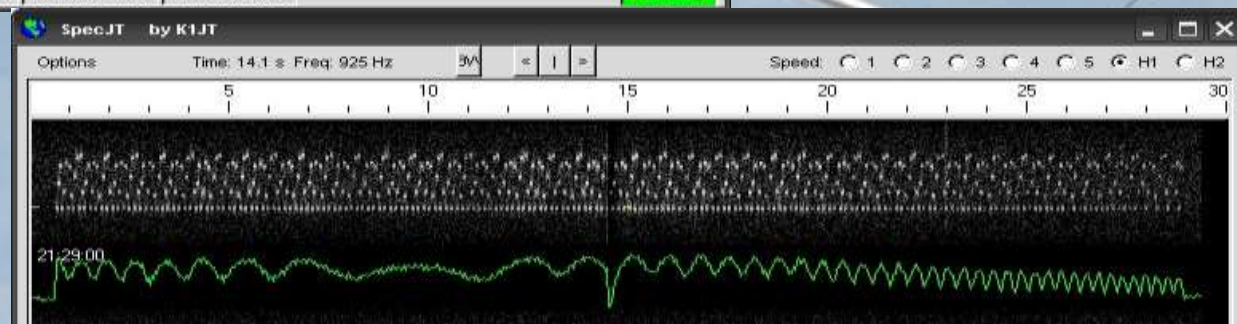 SpecJT by K1JT
Options Time: 14.1 s Freq: 925 Hz « | » Speed: 1 2 3 4 5 H1 H2
5 10 15 20 25 30
21:29:00